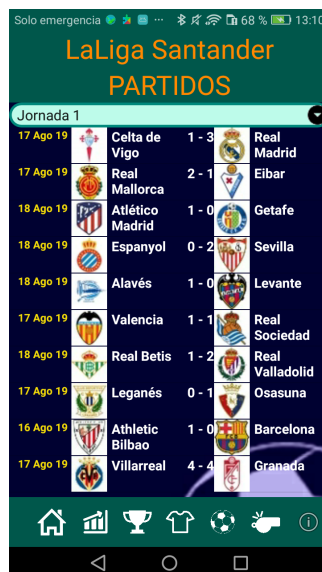 Solo emergencia ... 68 % 13:10
LaLiga Santander
PARTIDOS
Jornada 1
17 Ago 19 Celta de Vigo 1 - 3 Real Madrid
17 Ago 19 Real Mallorca 2 - 1 Eibar
18 Ago 19 Atlético Madrid 1 - 0 Getafe
18 Ago 19 Espanyol 0 - 2 Sevilla
18 Ago 19 Alavés 1 - 0 Levante
17 Ago 19 Valencia 1 - 1 Real Sociedad
18 Ago 19 Real Betis 1 - 2 Real Valladolid
17 Ago 19 Leganés 0 - 1 Osasuna
16 Ago 19 Athletic Bilbao 1 - 0 Barcelona
17 Ago 19 Villarreal 4 - 4 Granada